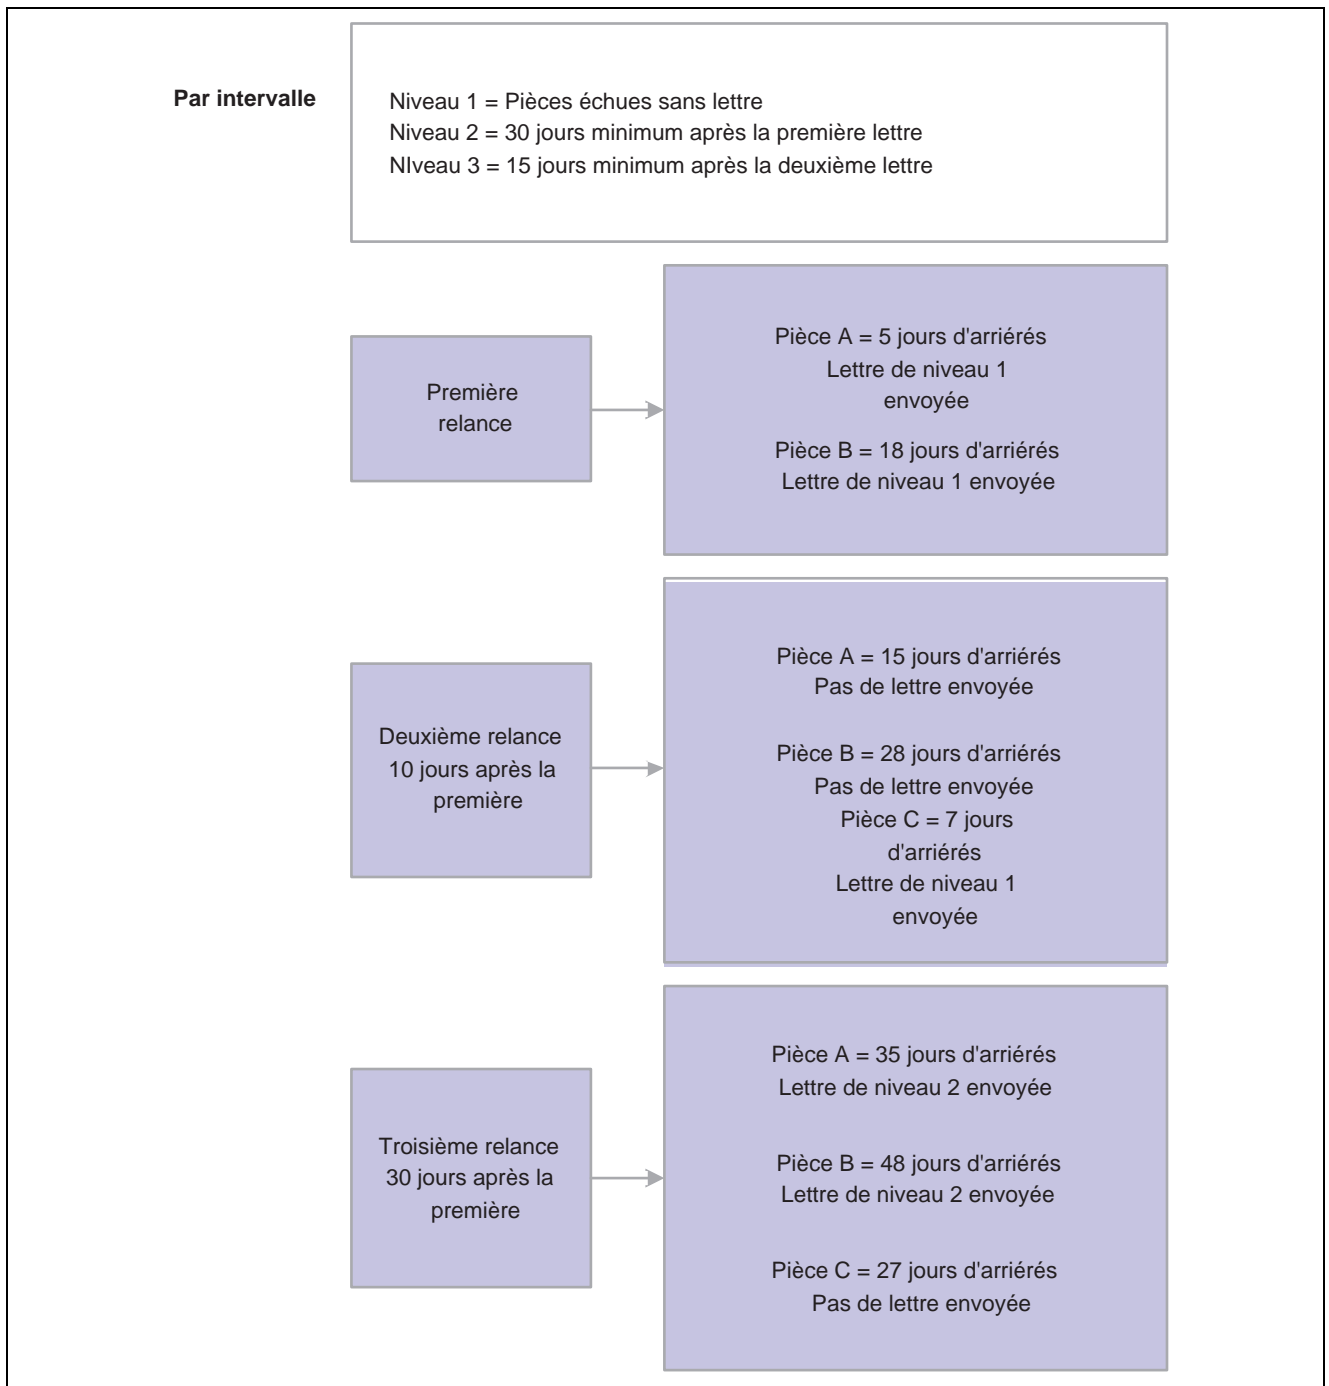 Par intervalle
Niveau 1 = Pièces échues sans lettre
Niveau 2 = 30 jours minimum après la première lettre
NIveau 3 = 15 jours minimum après la deuxième lettre
Première
relance
Pièce A = 5 jours d'arriérés
Lettre de niveau 1
envoyée
Pièce B = 18 jours d'arriérés
Lettre de niveau 1 envoyée
Deuxième relance
10 jours après la
première
Pièce A = 15 jours d'arriérés
Pas de lettre envoyée
Pièce B = 28 jours d'arriérés
Pas de lettre envoyée
Pièce C = 7 jours
d'arriérés
Lettre de niveau 1
envoyée
Troisième relance
30 jours après la
première
Pièce A = 35 jours d'arriérés
Lettre de niveau 2 envoyée
Pièce B = 48 jours d'arriérés
Lettre de niveau 2 envoyée
Pièce C = 27 jours d'arriérés
Pas de lettre envoyée